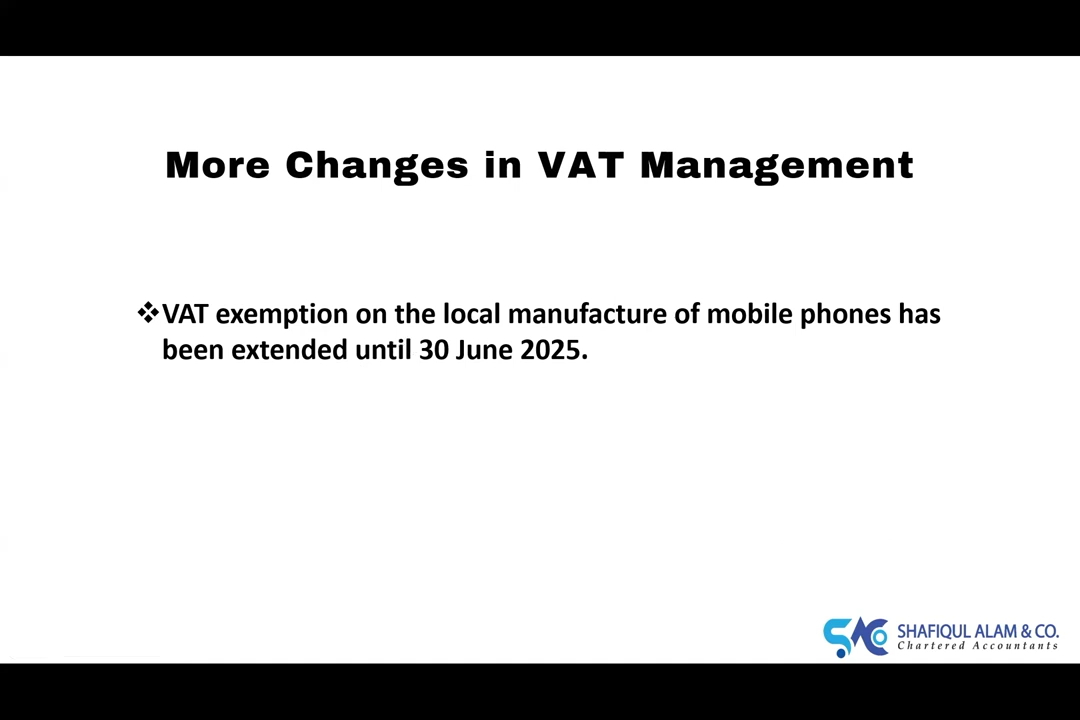 More Changes in VAT Management
❖VAT exemption on the local manufacture of mobile phones has
been extended until 30 June 2025.
SHAFIQUL ALAM & CO.
Chartered Accountants